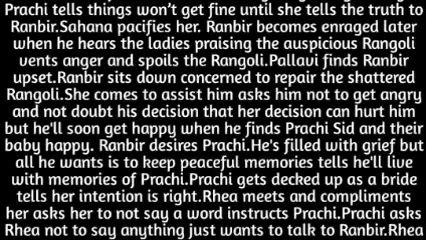 Prachi tells things won't get fine until she tells the truth to
Ranbir.Sahana pacifies her. Ranbir becomes enraged later
when he hears the ladies praising the auspicious Rangoli
vents anger and spoils the Rangoli.Pallavi finds Ranbir
upset.Ranbir sits down concerned to repair the shattered
Rangoli.She comes to assist him asks him not to get angry
and not doubt his decision that her decision can hurt him
but he'll soon get happy when he finds Prachi Sid and their
baby happy. Ranbir desires Prachi.He's filled with grief but
all he wants is to keep peaceful memories tells he'll live
with memories of Prachi.Prachi gets decked up as a bride
tells her intention is right.Rhea meets and compliments
her asks her to not say a word instructs Prachi.Prachi asks
Rhea not to say anything just wants to talk to Ranbir.Rhea